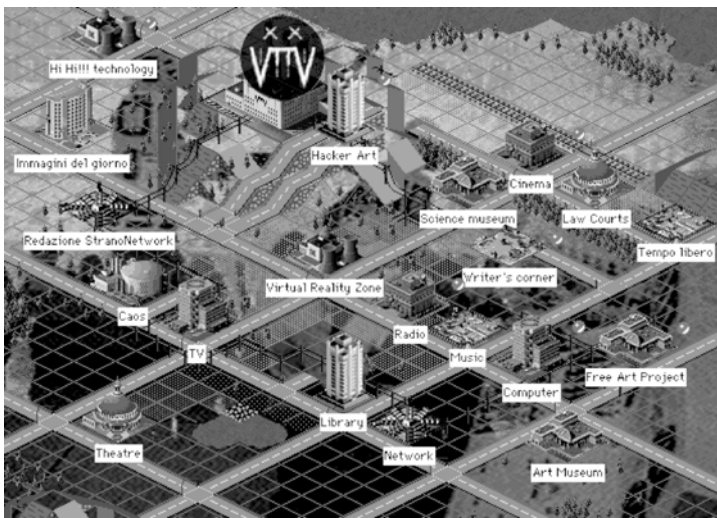 VTTV
Hi Hi!!! technology
Immagini del giorno
Hacker Art
Cinema
Science museum
Law Courts
Redazione StranoNetwork
Tempo libero
Writer's corner
Virtual Reality Zone
Caos
Radio
TV
Music
Free Art Project
Computer
Library
Theatre
Network
Art Museum